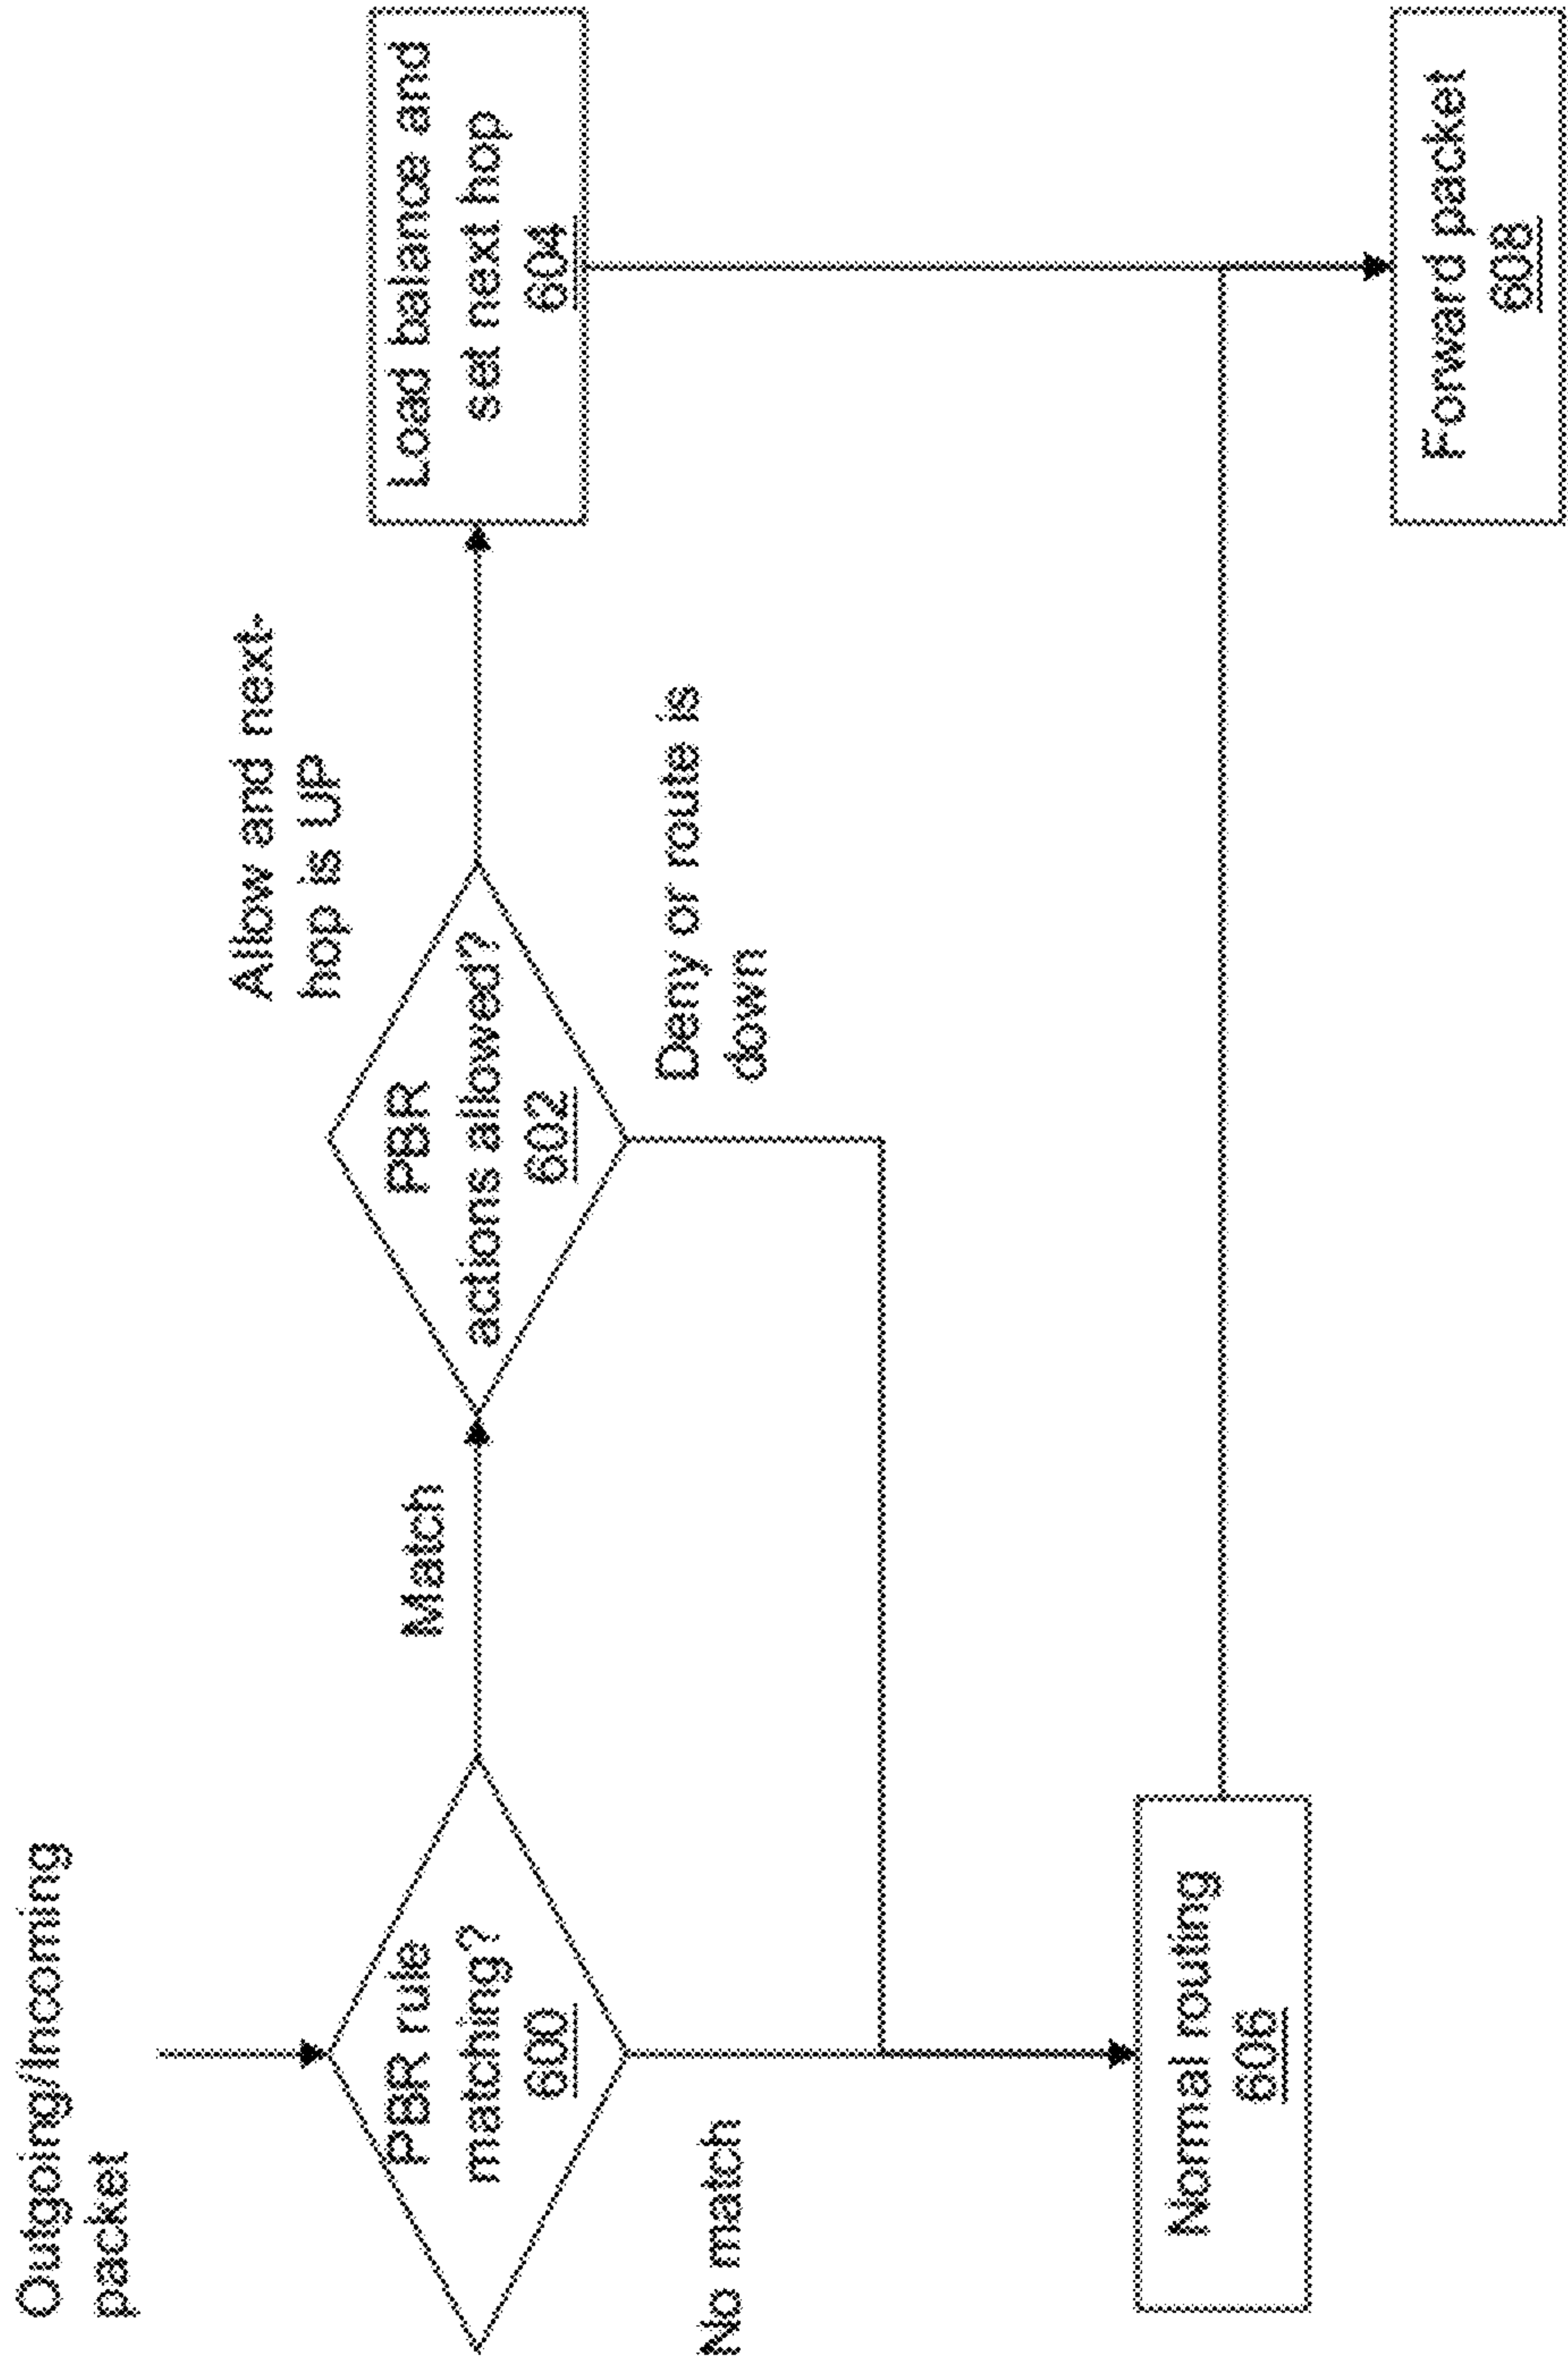 Outgoing/Incoming
packet
PBR rule
matching?
600
Match
No match
PBR
actions allowed?
602
Allow and next-
hop is UP
Deny or route is
down
Load balance and
set next hop
604
Normal routing
606
Forward packet
608